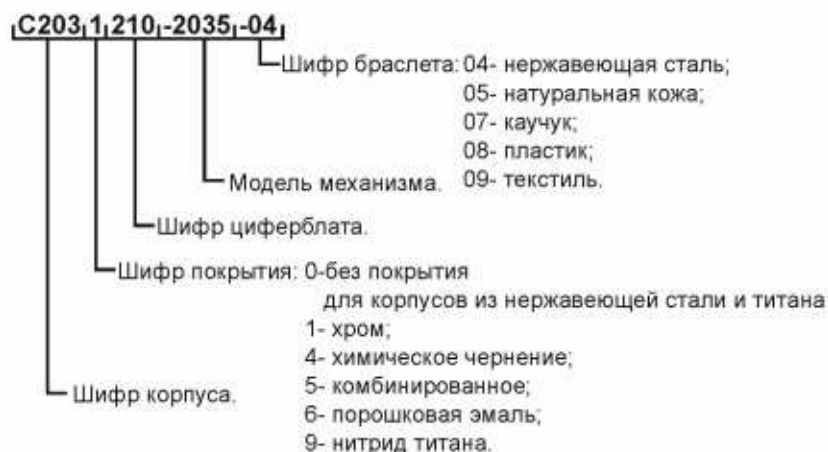 С203 1 210 -2035 -04
Шифр браслета: 04- нержавеющая сталь;
05- натуральная кожа;
07- каучук;
08- пластик;
Модель механизма. 09- текстиль.
Шифр циферблата.
Шифр покрытия: 0-без покрытия
для корпусов из нержавеющей стали и титана
1- хром;
4- химическое чернение;
Шифр корпуса. 5- комбинированное;
6- порошковая эмаль;
9- нитрид титана.